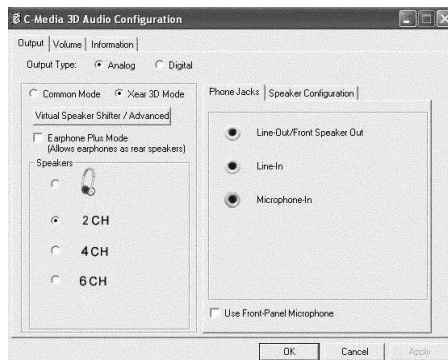 C-Media 3D Audio Configuration
Output Volume Information
Output Type: Analog Digital
Common Mode Xear 3D Mode
Virtual Speaker Shifter / Advanced
Earphone Plus Mode
(Allows earphones as rear speakers)
Speakers
2 CH
4 CH
6 CH
Phone Jacks Speaker Configuration
Line-Out/Front Speaker Out
Line-In
Microphone-In
Use Front-Panel Microphone
OK Cancel Apply